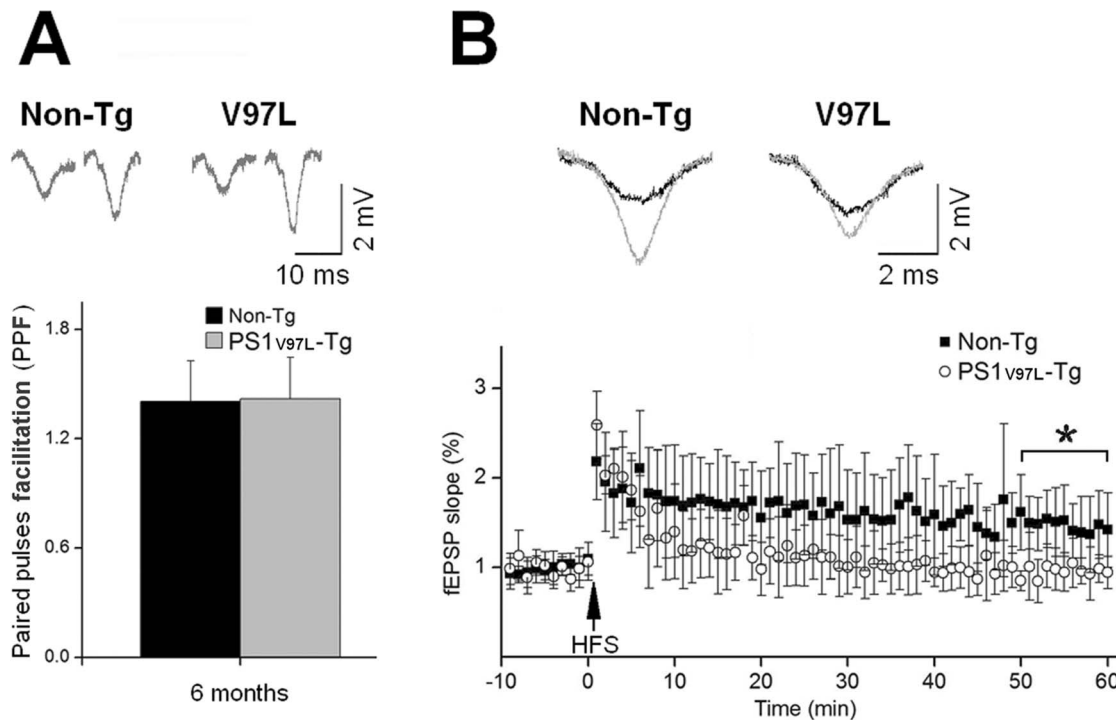 A
B
Non-Tg V97L
Non-Tg V97L
2 mV
10 ms
2 mV
2 ms
Paired pulses facilitation (PPF)
1.8
1.2
0.6
0.0
Non-Tg
PS1V97L-Tg
6 months
fEPSP slope (%)
3
2
1
Non-Tg
PS1V97L-Tg
*
HFS
-10 0 10 20 30 40 50 60
Time (min)